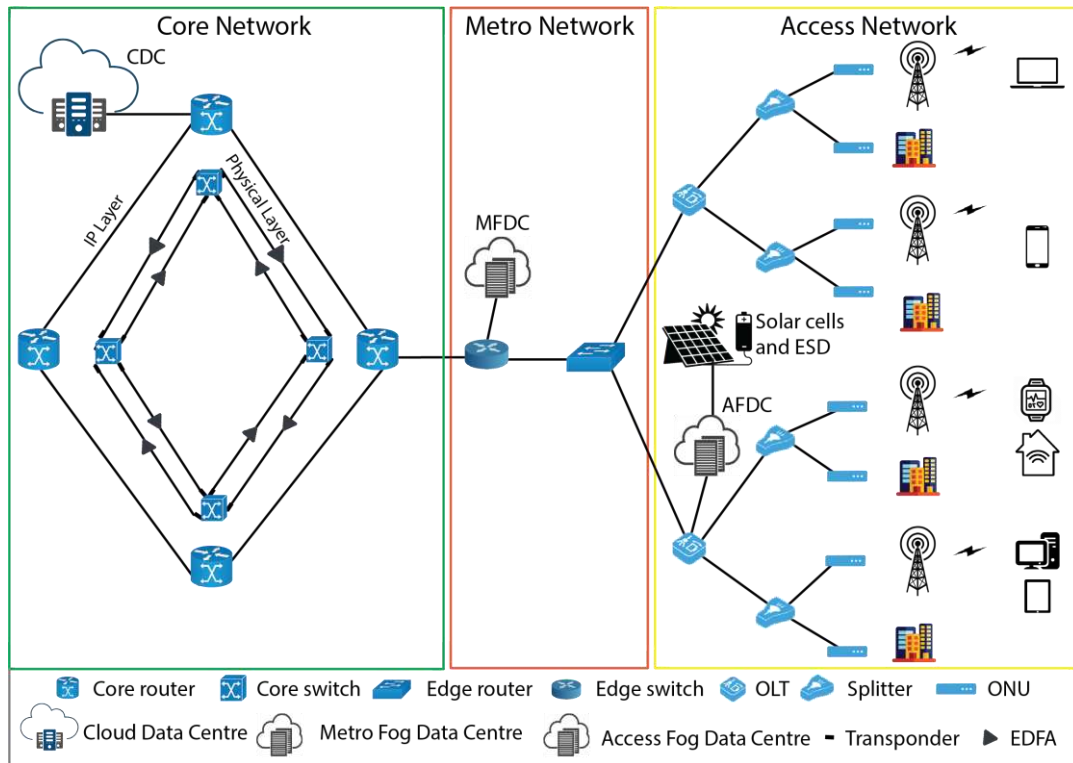 Core Network
Metro Network
Access Network
CDC
IP Layer
Physical Layer
MFDC
Solar cells
and ESD
AFDC
Core router
Core switch
Edge router
Edge switch
OLT
Splitter
ONU
Cloud Data Centre
Metro Fog Data Centre
Access Fog Data Centre
Transponder
EDFA